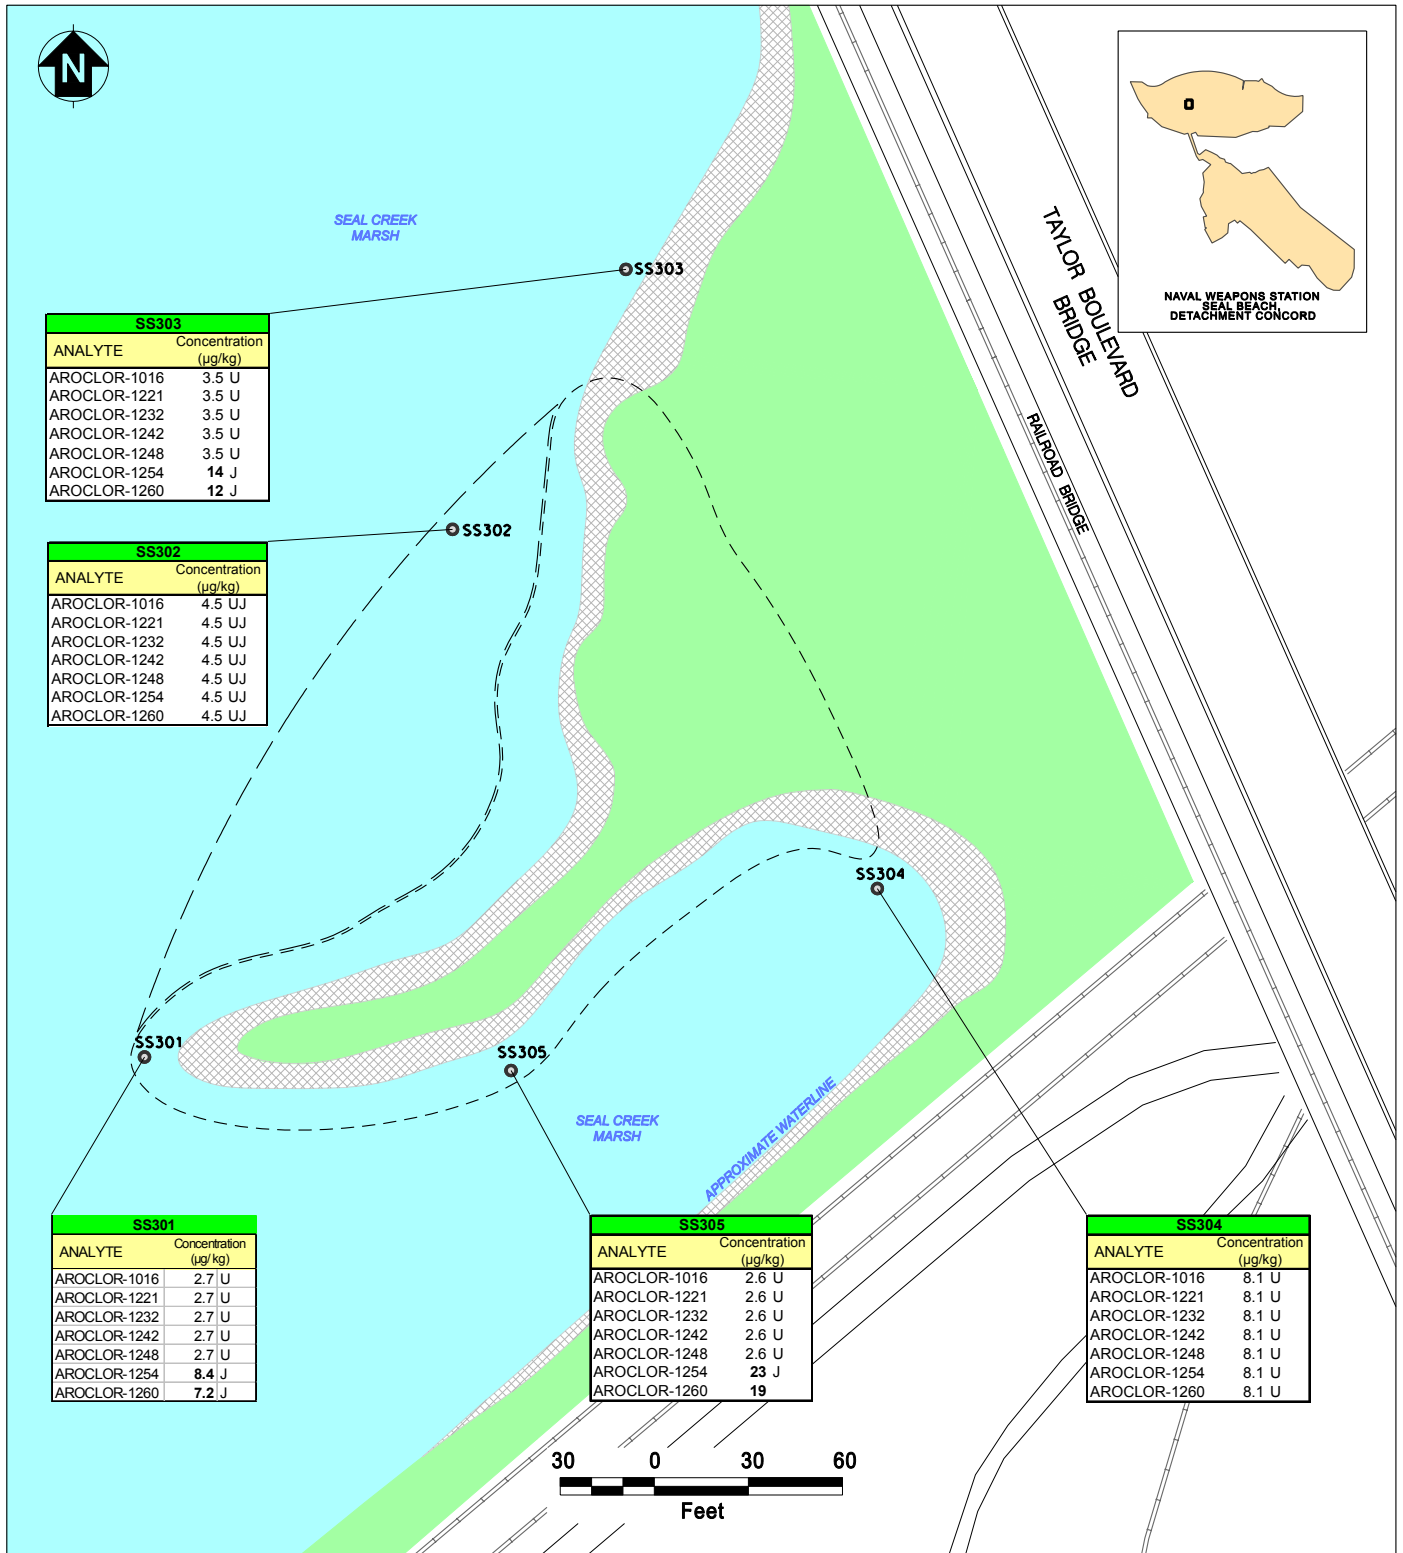 N
SEAL CREEK
MARSH
SS303
TAYLOR BOULEVARD
BRIDGE
RAILROAD BRIDGE
NAVAL WEAPONS STATION
SEAL BEACH,
DETACHMENT CONCORD
SS303
ANALYTE Concentration
(µg/kg)
AROCLOR-1016 3.5 U
AROCLOR-1221 3.5 U
AROCLOR-1232 3.5 U
AROCLOR-1242 3.5 U
AROCLOR-1248 3.5 U
AROCLOR-1254 14 J
AROCLOR-1260 12 J
SS302
SS302
ANALYTE Concentration
(µg/kg)
AROCLOR-1016 4.5 UJ
AROCLOR-1221 4.5 UJ
AROCLOR-1232 4.5 UJ
AROCLOR-1242 4.5 UJ
AROCLOR-1248 4.5 UJ
AROCLOR-1254 4.5 UJ
AROCLOR-1260 4.5 UJ
SS304
SS301
SS305
SEAL CREEK
MARSH
APPROXIMATE WATERLINE
SS301
ANALYTE Concentration
(µg/kg)
AROCLOR-1016 2.7 U
AROCLOR-1221 2.7 U
AROCLOR-1232 2.7 U
AROCLOR-1242 2.7 U
AROCLOR-1248 2.7 U
AROCLOR-1254 8.4 J
AROCLOR-1260 7.2 J
SS305
ANALYTE Concentration
(µg/kg)
AROCLOR-1016 2.6 U
AROCLOR-1221 2.6 U
AROCLOR-1232 2.6 U
AROCLOR-1242 2.6 U
AROCLOR-1248 2.6 U
AROCLOR-1254 23 J
AROCLOR-1260 19
SS304
ANALYTE Concentration
(µg/kg)
AROCLOR-1016 8.1 U
AROCLOR-1221 8.1 U
AROCLOR-1232 8.1 U
AROCLOR-1242 8.1 U
AROCLOR-1248 8.1 U
AROCLOR-1254 8.1 U
AROCLOR-1260 8.1 U
30 0 30 60
Feet